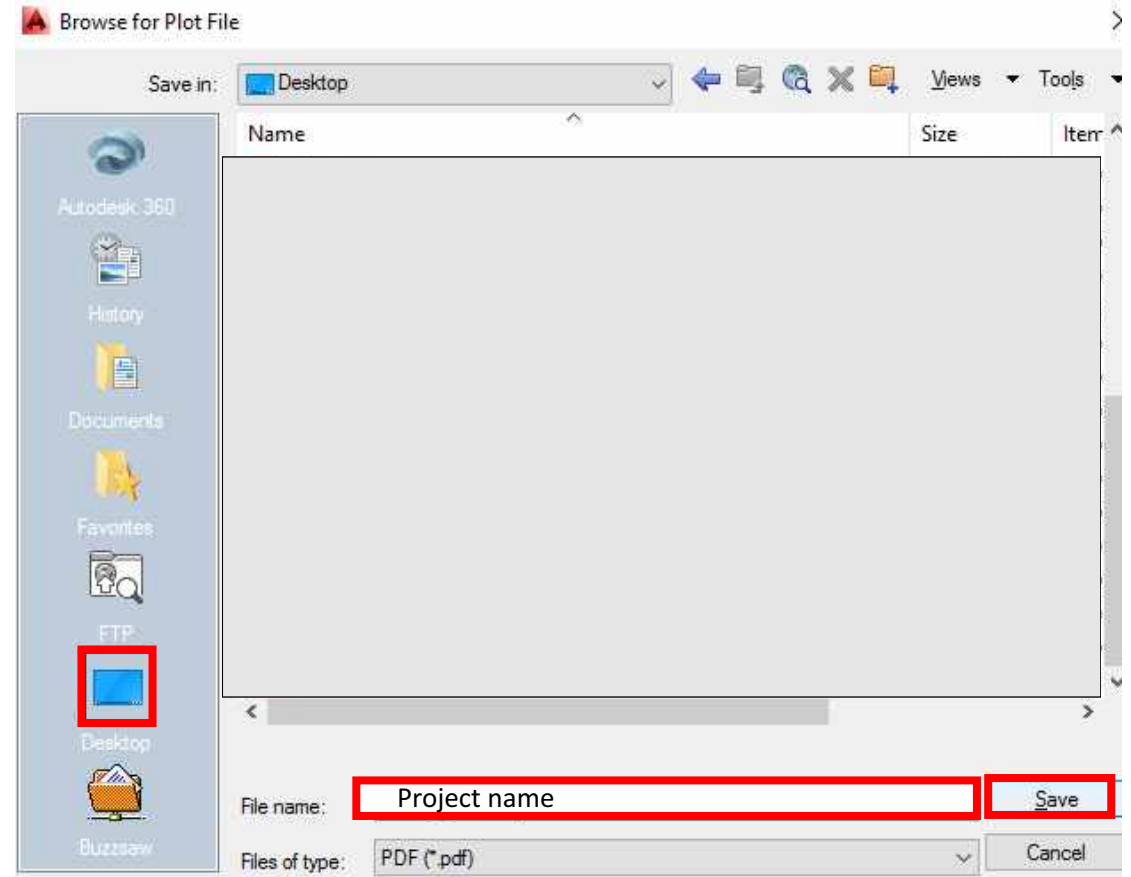 Browse for Plot File
Save in: Desktop Views Tools
Name Size Item
Autodesk 360
History
Documents
Favorites
FTP
Desktop
Buzzsaw
File name: Project name Save
Files of type: PDF (*.pdf) Cancel